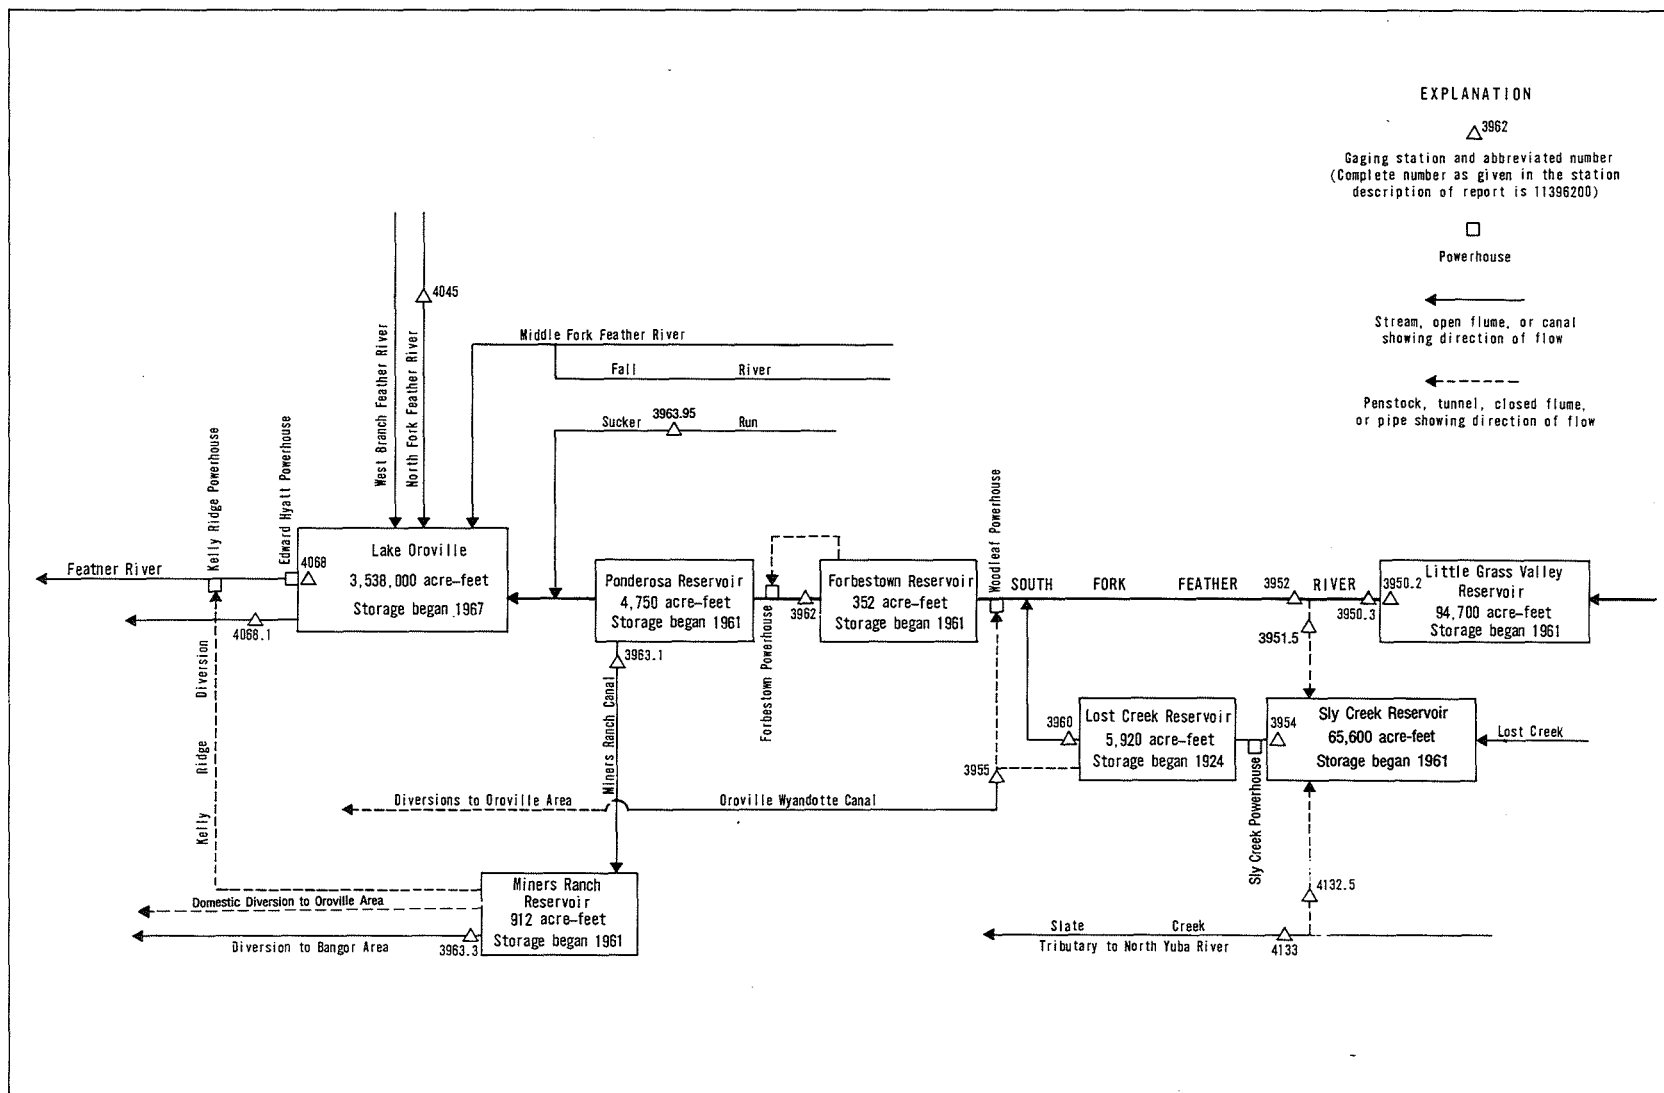 EXPLANATION
3962
Gaging station and abbreviated number
(Complete number as given in the station
description of report is 11396200)
Powerhouse
Stream, open flume, or canal
showing direction of flow
Penstock, tunnel, closed flume,
or pipe showing direction of flow
West Branch Feather River
North Fork Feather River
4045
Middle Fork Feather River
Fall River
Sucker 3963.95 Run
Kelly Ridge Powerhouse
Edward Hyatt Powerhouse
Feather River
4068
Lake Oroville
3,538,000 acre-feet
Storage began 1967
4068.1
Ponderosa Reservoir
4,750 acre-feet
Storage began 1961
3963.1
Forbestown Powerhouse
3962
Forbestown Reservoir
352 acre-feet
Storage began 1961
Woodleaf Powerhouse
SOUTH FORK FEATHER RIVER
3952
3951.5
3950.3
3950.2
Little Grass Valley
Reservoir
94,700 acre-feet
Storage began 1961
Kelly Ridge Diversion
Miners Ranch Canal
3955
3960
Lost Creek Reservoir
5,920 acre-feet
Storage began 1924
Sly Creek Powerhouse
3954
Sly Creek Reservoir
65,600 acre-feet
Storage began 1961
Lost Creek
Diversions to Oroville Area
Oroville Wyandotte Canal
Miners Ranch
Reservoir
912 acre-feet
Storage began 1961
Domestic Diversion to Oroville Area
Diversion to Bangor Area
3963.3
4132.5
Slate Creek
Tributary to North Yuba River
4133